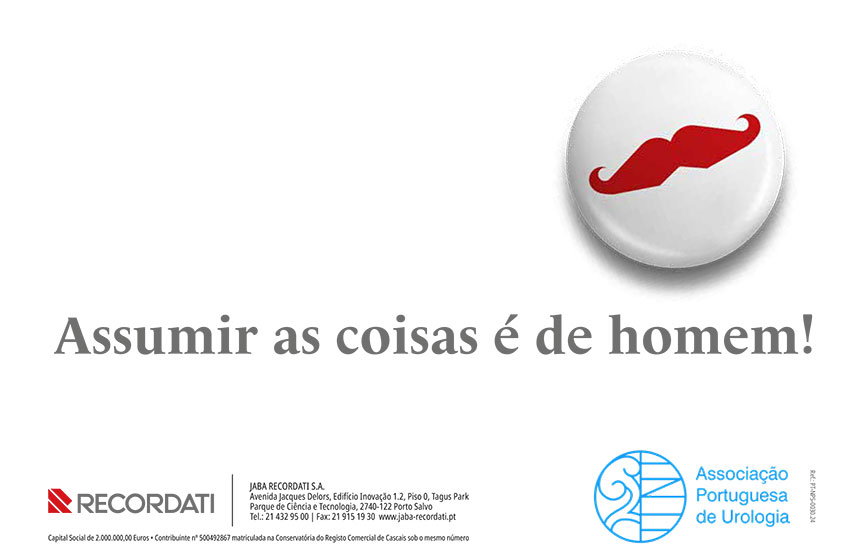 Assumir as coisas é de homem!
RECORDATI
JABA RECORDATI S.A.
Avenida Jacques Delors, Edifício Inovação 1.2, Piso 0, Tagus Park
Parque de Ciência e Tecnologia, 2740-122 Porto Salvo
Tel.: 21 432 95 00 | Fax: 21 915 19 30 www.jaba-recordati.pt
Capital Social de 2.000.000,00 Euros • Contribuinte nº 500492867 matriculada na Conservatória do Registo Comercial de Cascais sob o mesmo número
Associação
Portuguesa
de Urologia